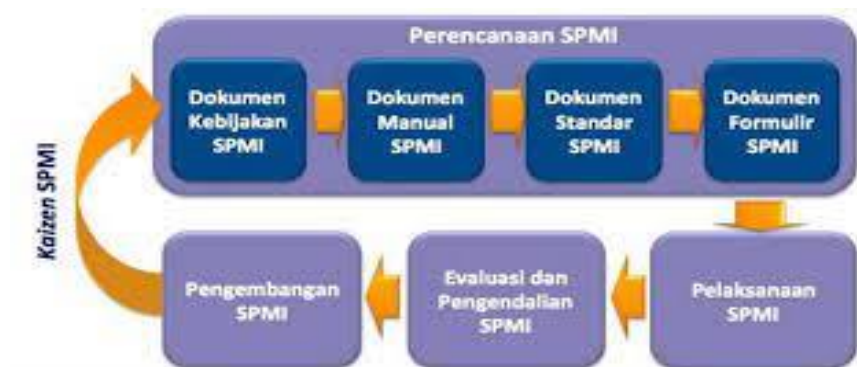 Perencanaan SPMI
Dokumen
Kebijakan
SPMI
Dokumen
Manual
SPMI
Dokumen
Standar
SPMI
Dokumen
Formulir
SPMI
Kaizen SPMI
Pengembangan
SPMI
Evaluasi dan
Pengendalian
SPMI
Pelaksanaan
SPMI